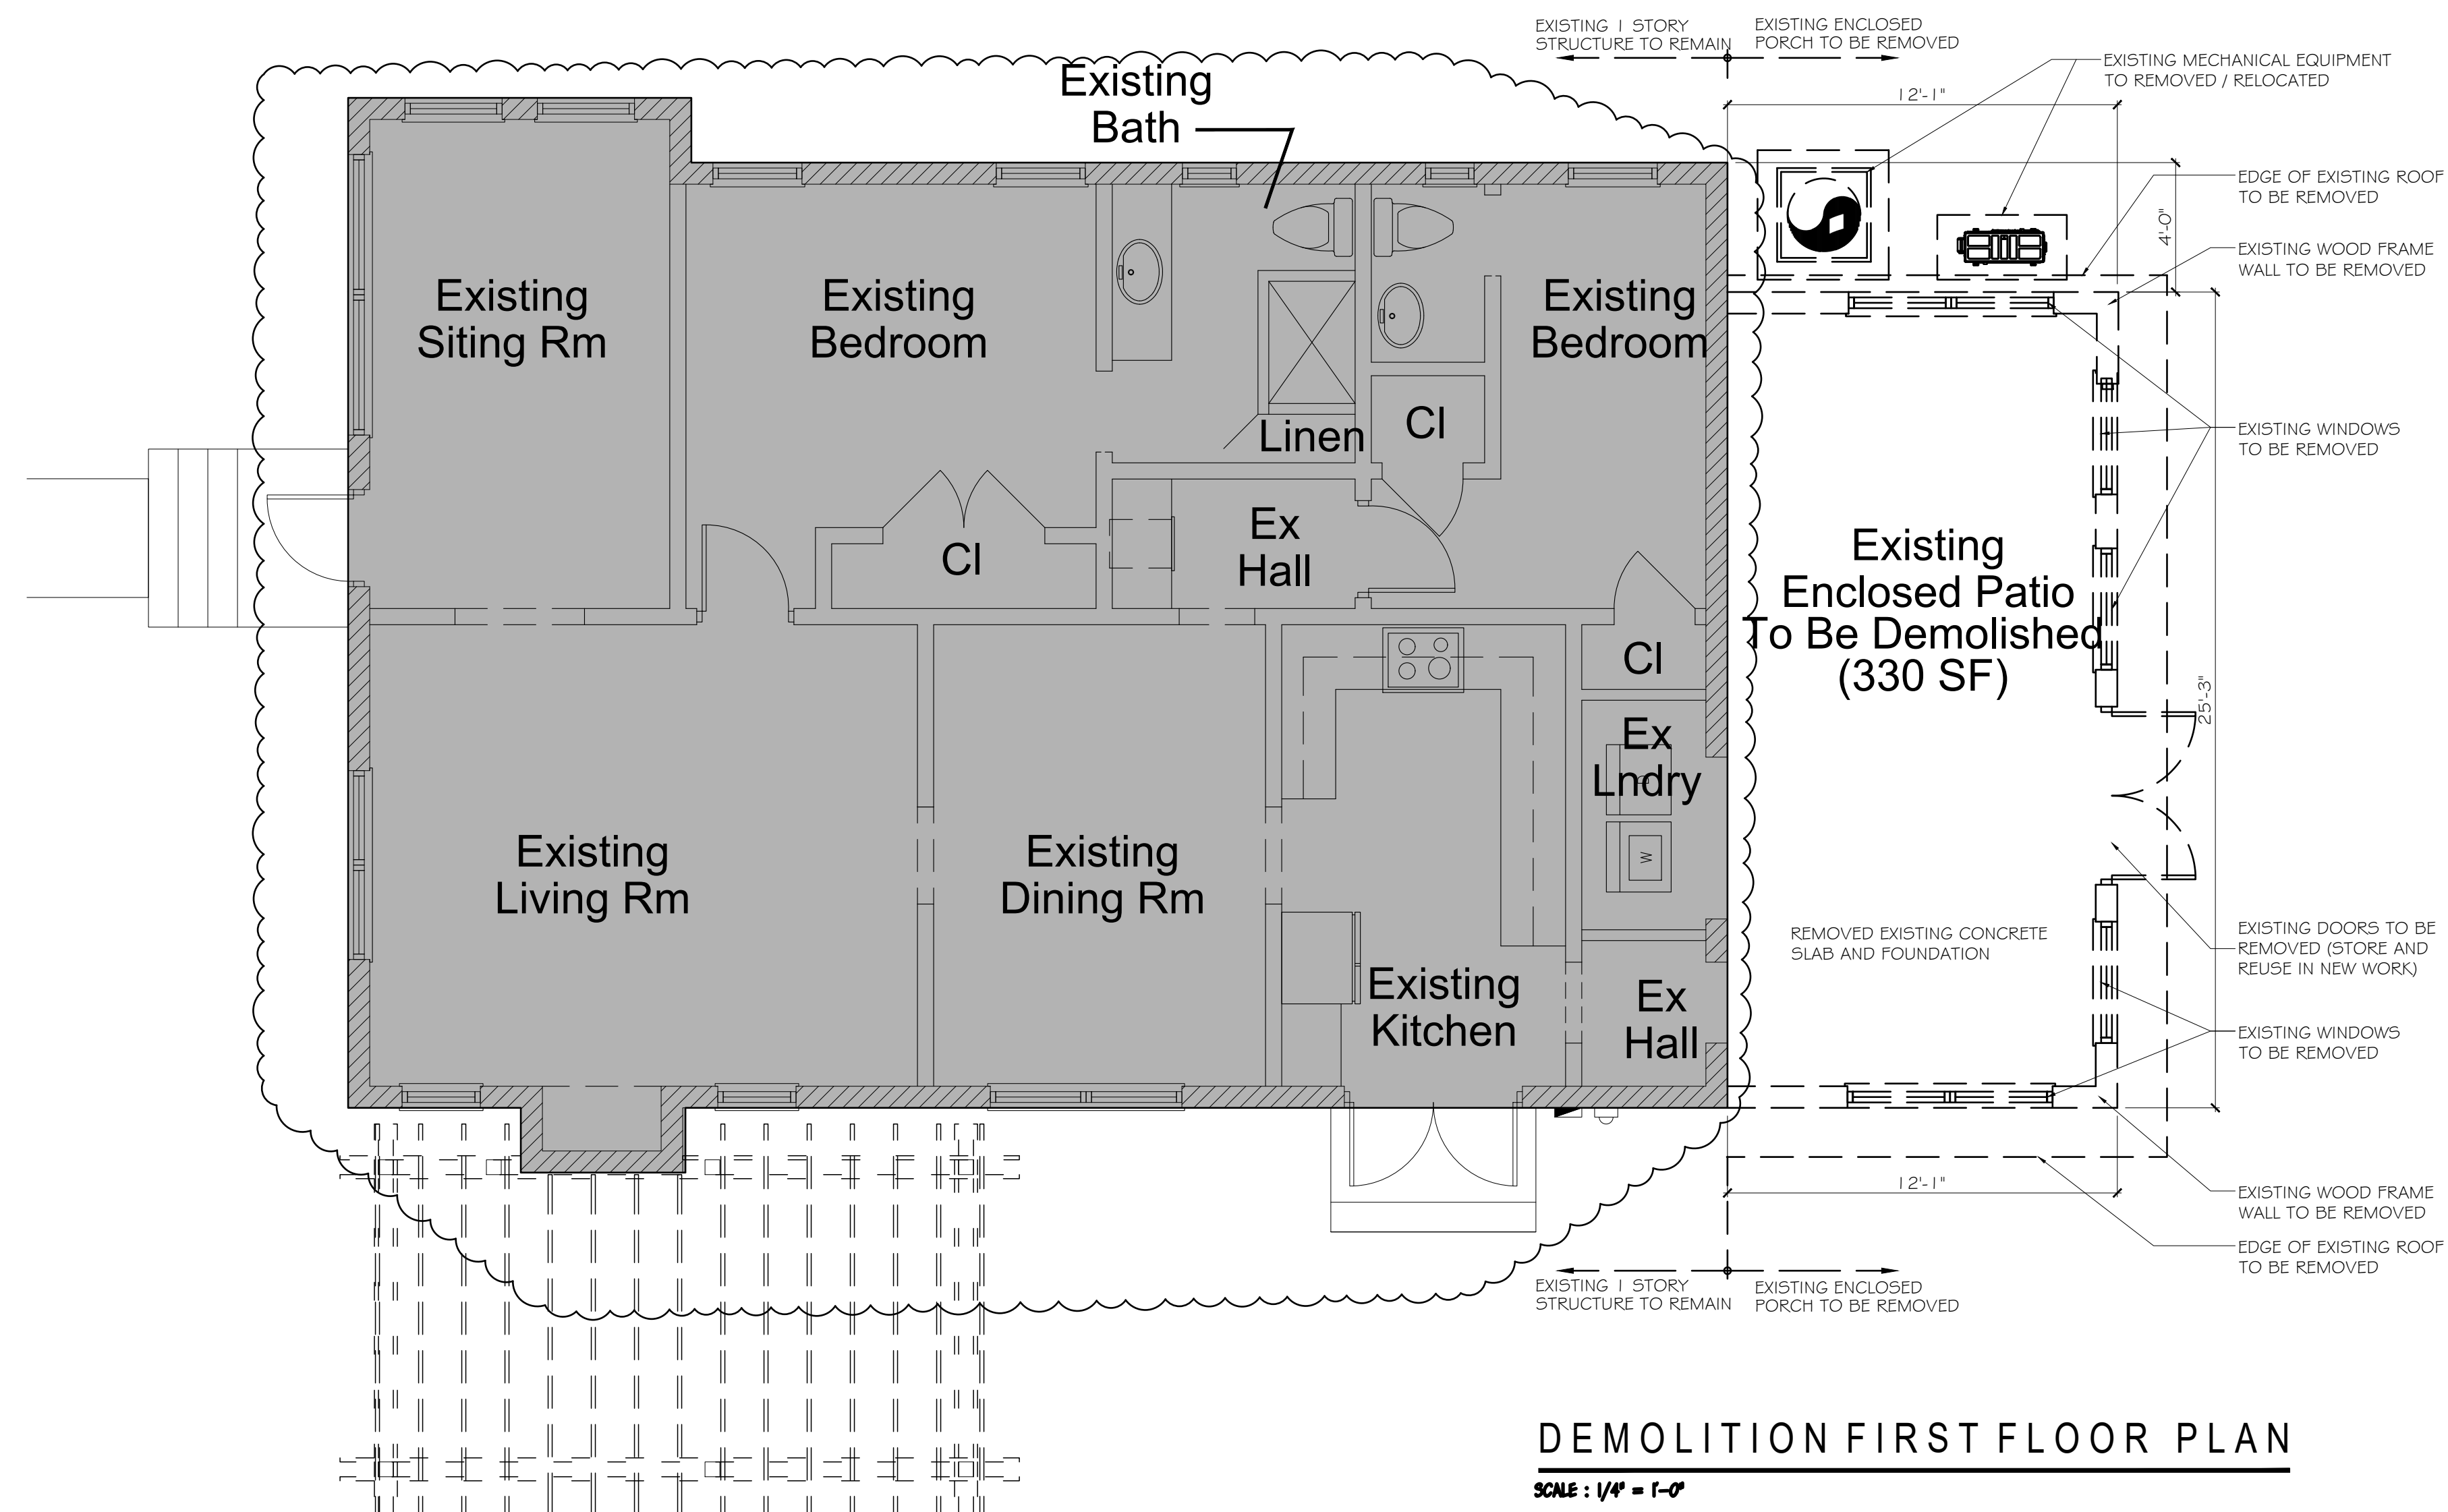 EXISTING 1 STORY
STRUCTURE TO REMAIN
EXISTING ENCLOSED
PORCH TO BE REMOVED
EXISTING MECHANICAL EQUIPMENT
TO REMOVED / RELOCATED
12'-1"
Existing
Bath
EDGE OF EXISTING ROOF
TO BE REMOVED
4'-0"
EXISTING WOOD FRAME
WALL TO BE REMOVED
Existing
Siting Rm
Existing
Bedroom
Existing
Bedroom
Linen
Cl
EXISTING WINDOWS
TO BE REMOVED
Cl
Ex
Hall
Existing
Enclosed Patio
To Be Demolished
(330 SF)
Cl
25'-3"
Ex
Lndry
D
W
Existing
Living Rm
Existing
Dining Rm
REMOVED EXISTING CONCRETE
SLAB AND FOUNDATION
EXISTING DOORS TO BE
REMOVED (STORE AND
REUSE IN NEW WORK)
Existing
Kitchen
Ex
Hall
EXISTING WINDOWS
TO BE REMOVED
12'-1"
EXISTING WOOD FRAME
WALL TO BE REMOVED
EDGE OF EXISTING ROOF
TO BE REMOVED
EXISTING 1 STORY
STRUCTURE TO REMAIN
EXISTING ENCLOSED
PORCH TO BE REMOVED
DEMOLITION FIRST FLOOR PLAN
SCALE : 1/4" = 1'-0"